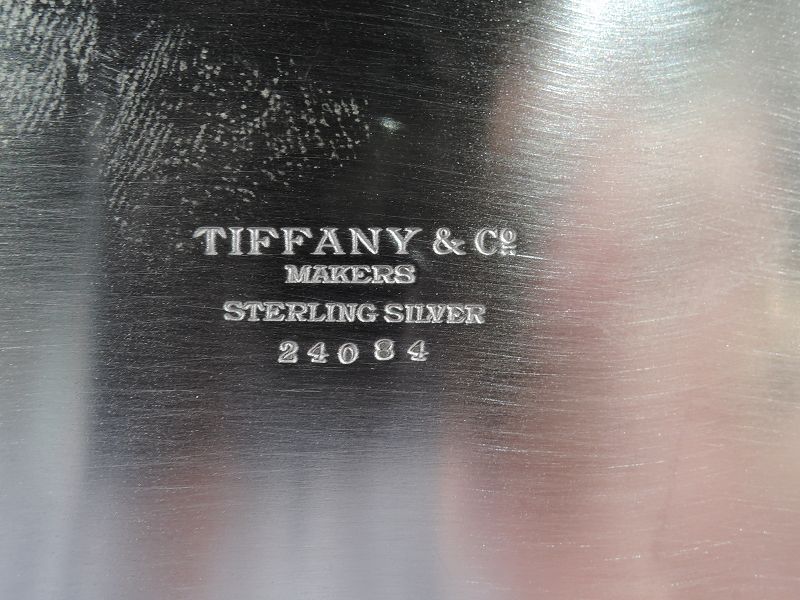 TIFFANY & Cº
MAKERS
STERLING SILVER
24084